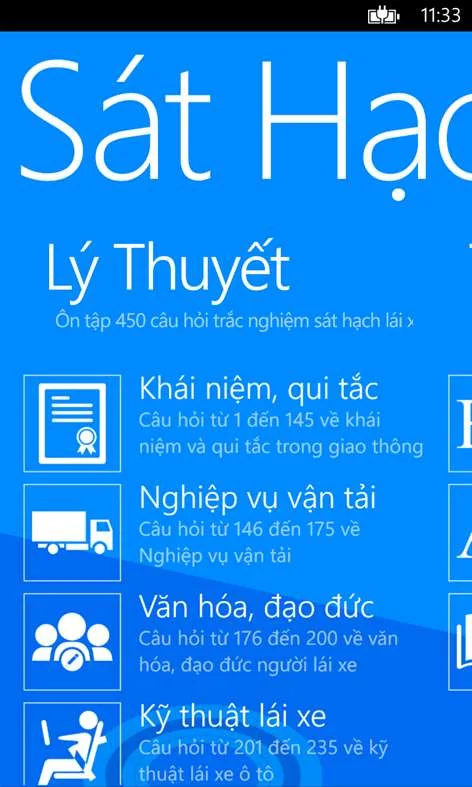 11:33
Sát Hạc
Lý Thuyết
Ôn tập 450 câu hỏi trắc nghiệm sát hạch lái x
Khái niệm, qui tắc
Câu hỏi từ 1 đến 145 về khái
niệm và qui tắc trong giao thông
Nghiệp vụ vận tải
Câu hỏi từ 146 đến 175 về
Nghiệp vụ vận tải
Văn hóa, đạo đức
Câu hỏi từ 176 đến 200 về văn
hóa, đạo đức người lái xe
Kỹ thuật lái xe
Câu hỏi từ 201 đến 235 về kỹ
thuật lái xe ô tô